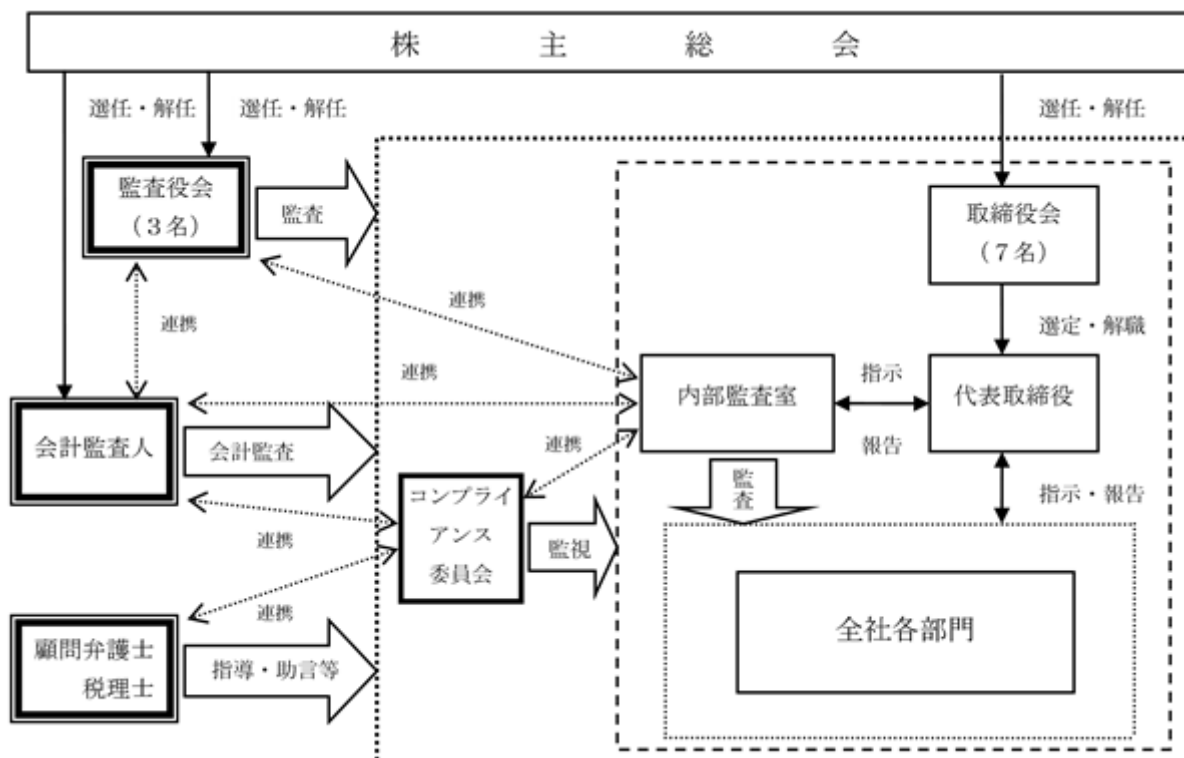 株主総会
選任・解任
選任・解任
選任・解任
監査役会
(3名)
監査
取締役会
(7名)
連携
連携
選定・解職
連携
内部監査室
指示
報告
代表取締役
会計監査人
会計監査
連携
監査
指示・報告
コンプライ
アンス
委員会
監視
連携
連携
全社各部門
顧問弁護士
税理士
指導・助言等